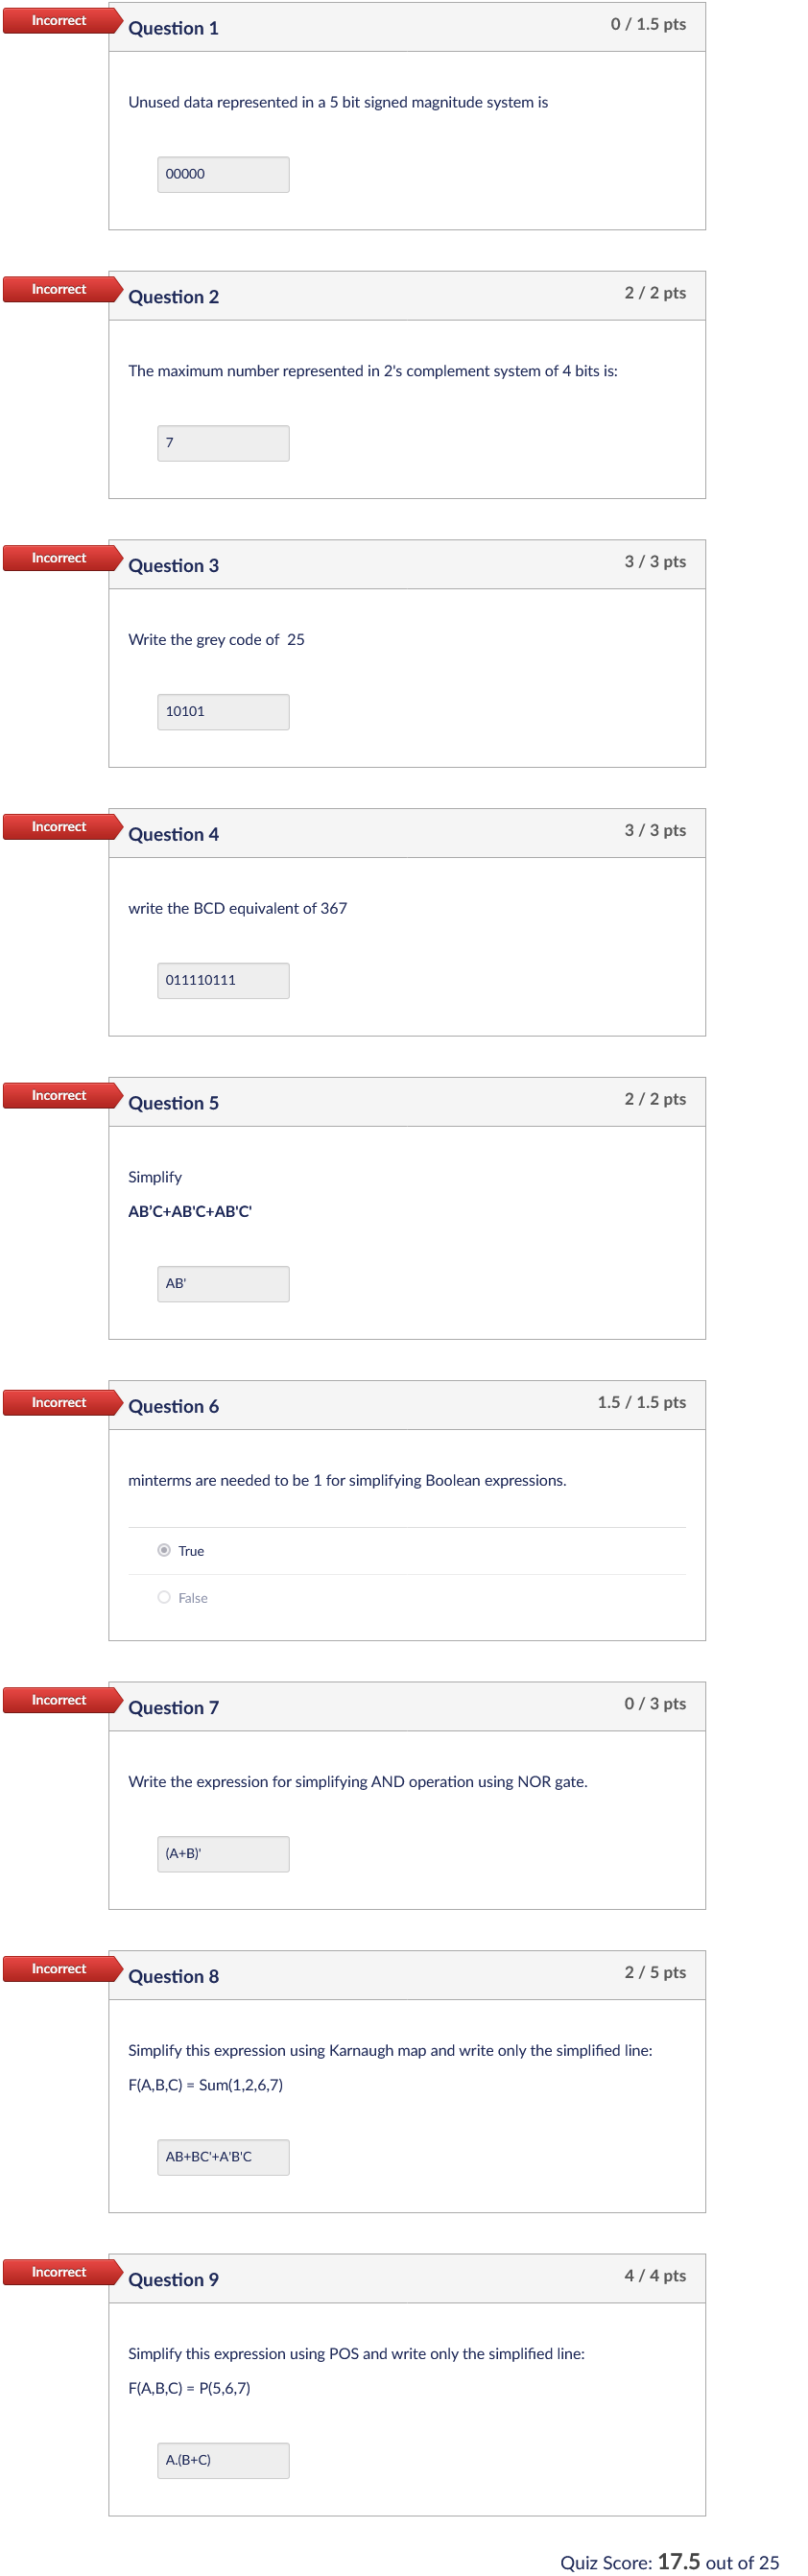 Incorrect
Question 1
0 / 1.5 pts
Unused data represented in a 5 bit signed magnitude system is
00000
Incorrect
Question 2
2 / 2 pts
The maximum number represented in 2's complement system of 4 bits is:
7
Incorrect
Question 3
3 / 3 pts
Write the grey code of  25
10101
Incorrect
Question 4
3 / 3 pts
write the BCD equivalent of 367
011110111
Incorrect
Question 5
2 / 2 pts
Simplify
AB’C+AB'C+AB'C'
AB'
Incorrect
Question 6
1.5 / 1.5 pts
minterms are needed to be 1 for simplifying Boolean expressions.
True
False
Incorrect
Question 7
0 / 3 pts
Write the expression for simplifying AND operation using NOR gate.
(A+B)'
Incorrect
Question 8
2 / 5 pts
Simplify this expression using Karnaugh map and write only the simplified line:
F(A,B,C) = Sum(1,2,6,7)
AB+BC'+A'B'C
Incorrect
Question 9
4 / 4 pts
Simplify this expression using POS and write only the simplified line:
F(A,B,C) = P(5,6,7)
A.(B+C)
Quiz Score: 17.5 out of 25